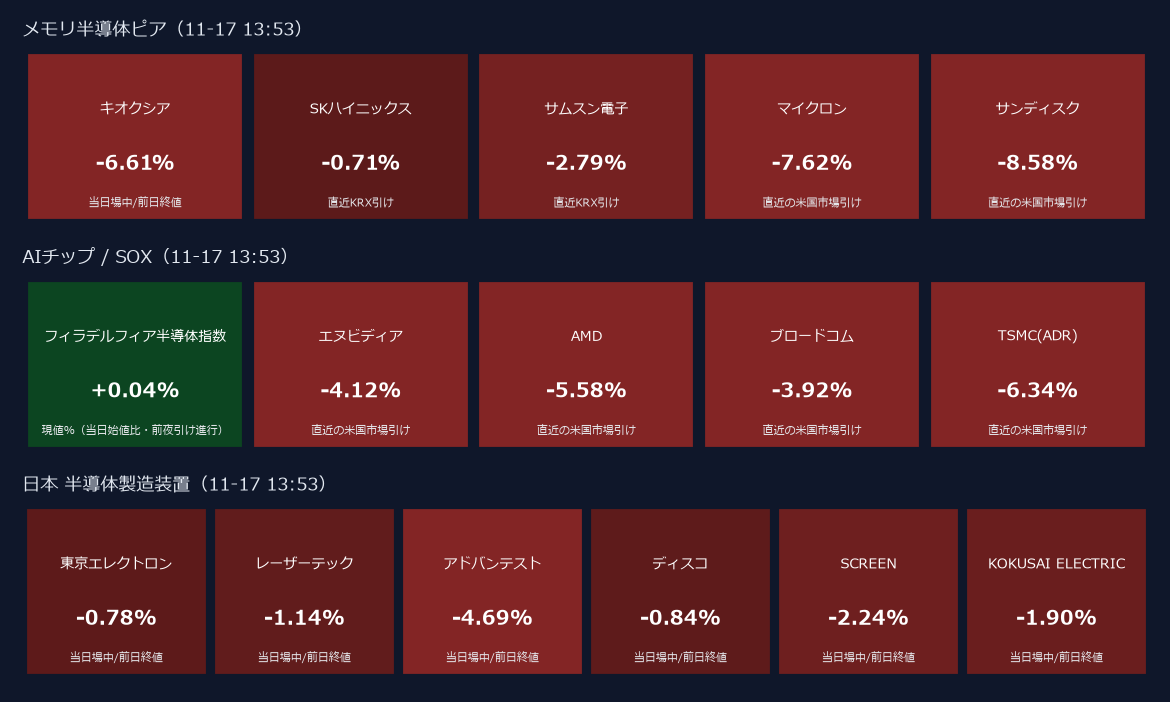 メモリ半導体ピア（11-17 13:53）
キオクシア
-6.61%
当日場中/前日終値
SKハイニックス
-0.71%
直近KRX引け
サムスン電子
-2.79%
直近KRX引け
マイクロン
-7.62%
直近の米国市場引け
サンディスク
-8.58%
直近の米国市場引け
AIチップ / SOX（11-17 13:53）
フィラデルフィア半導体指数
+0.04%
現値%（当日始値比・前夜引け進行）
エヌビディア
-4.12%
直近の米国市場引け
AMD
-5.58%
直近の米国市場引け
ブロードコム
-3.92%
直近の米国市場引け
TSMC(ADR)
-6.34%
直近の米国市場引け
日本 半導体製造装置（11-17 13:53）
東京エレクトロン
-0.78%
当日場中/前日終値
レーザーテック
-1.14%
当日場中/前日終値
アドバンテスト
-4.69%
当日場中/前日終値
ディスコ
-0.84%
当日場中/前日終値
SCREEN
-2.24%
当日場中/前日終値
KOKUSAI ELECTRIC
-1.90%
当日場中/前日終値